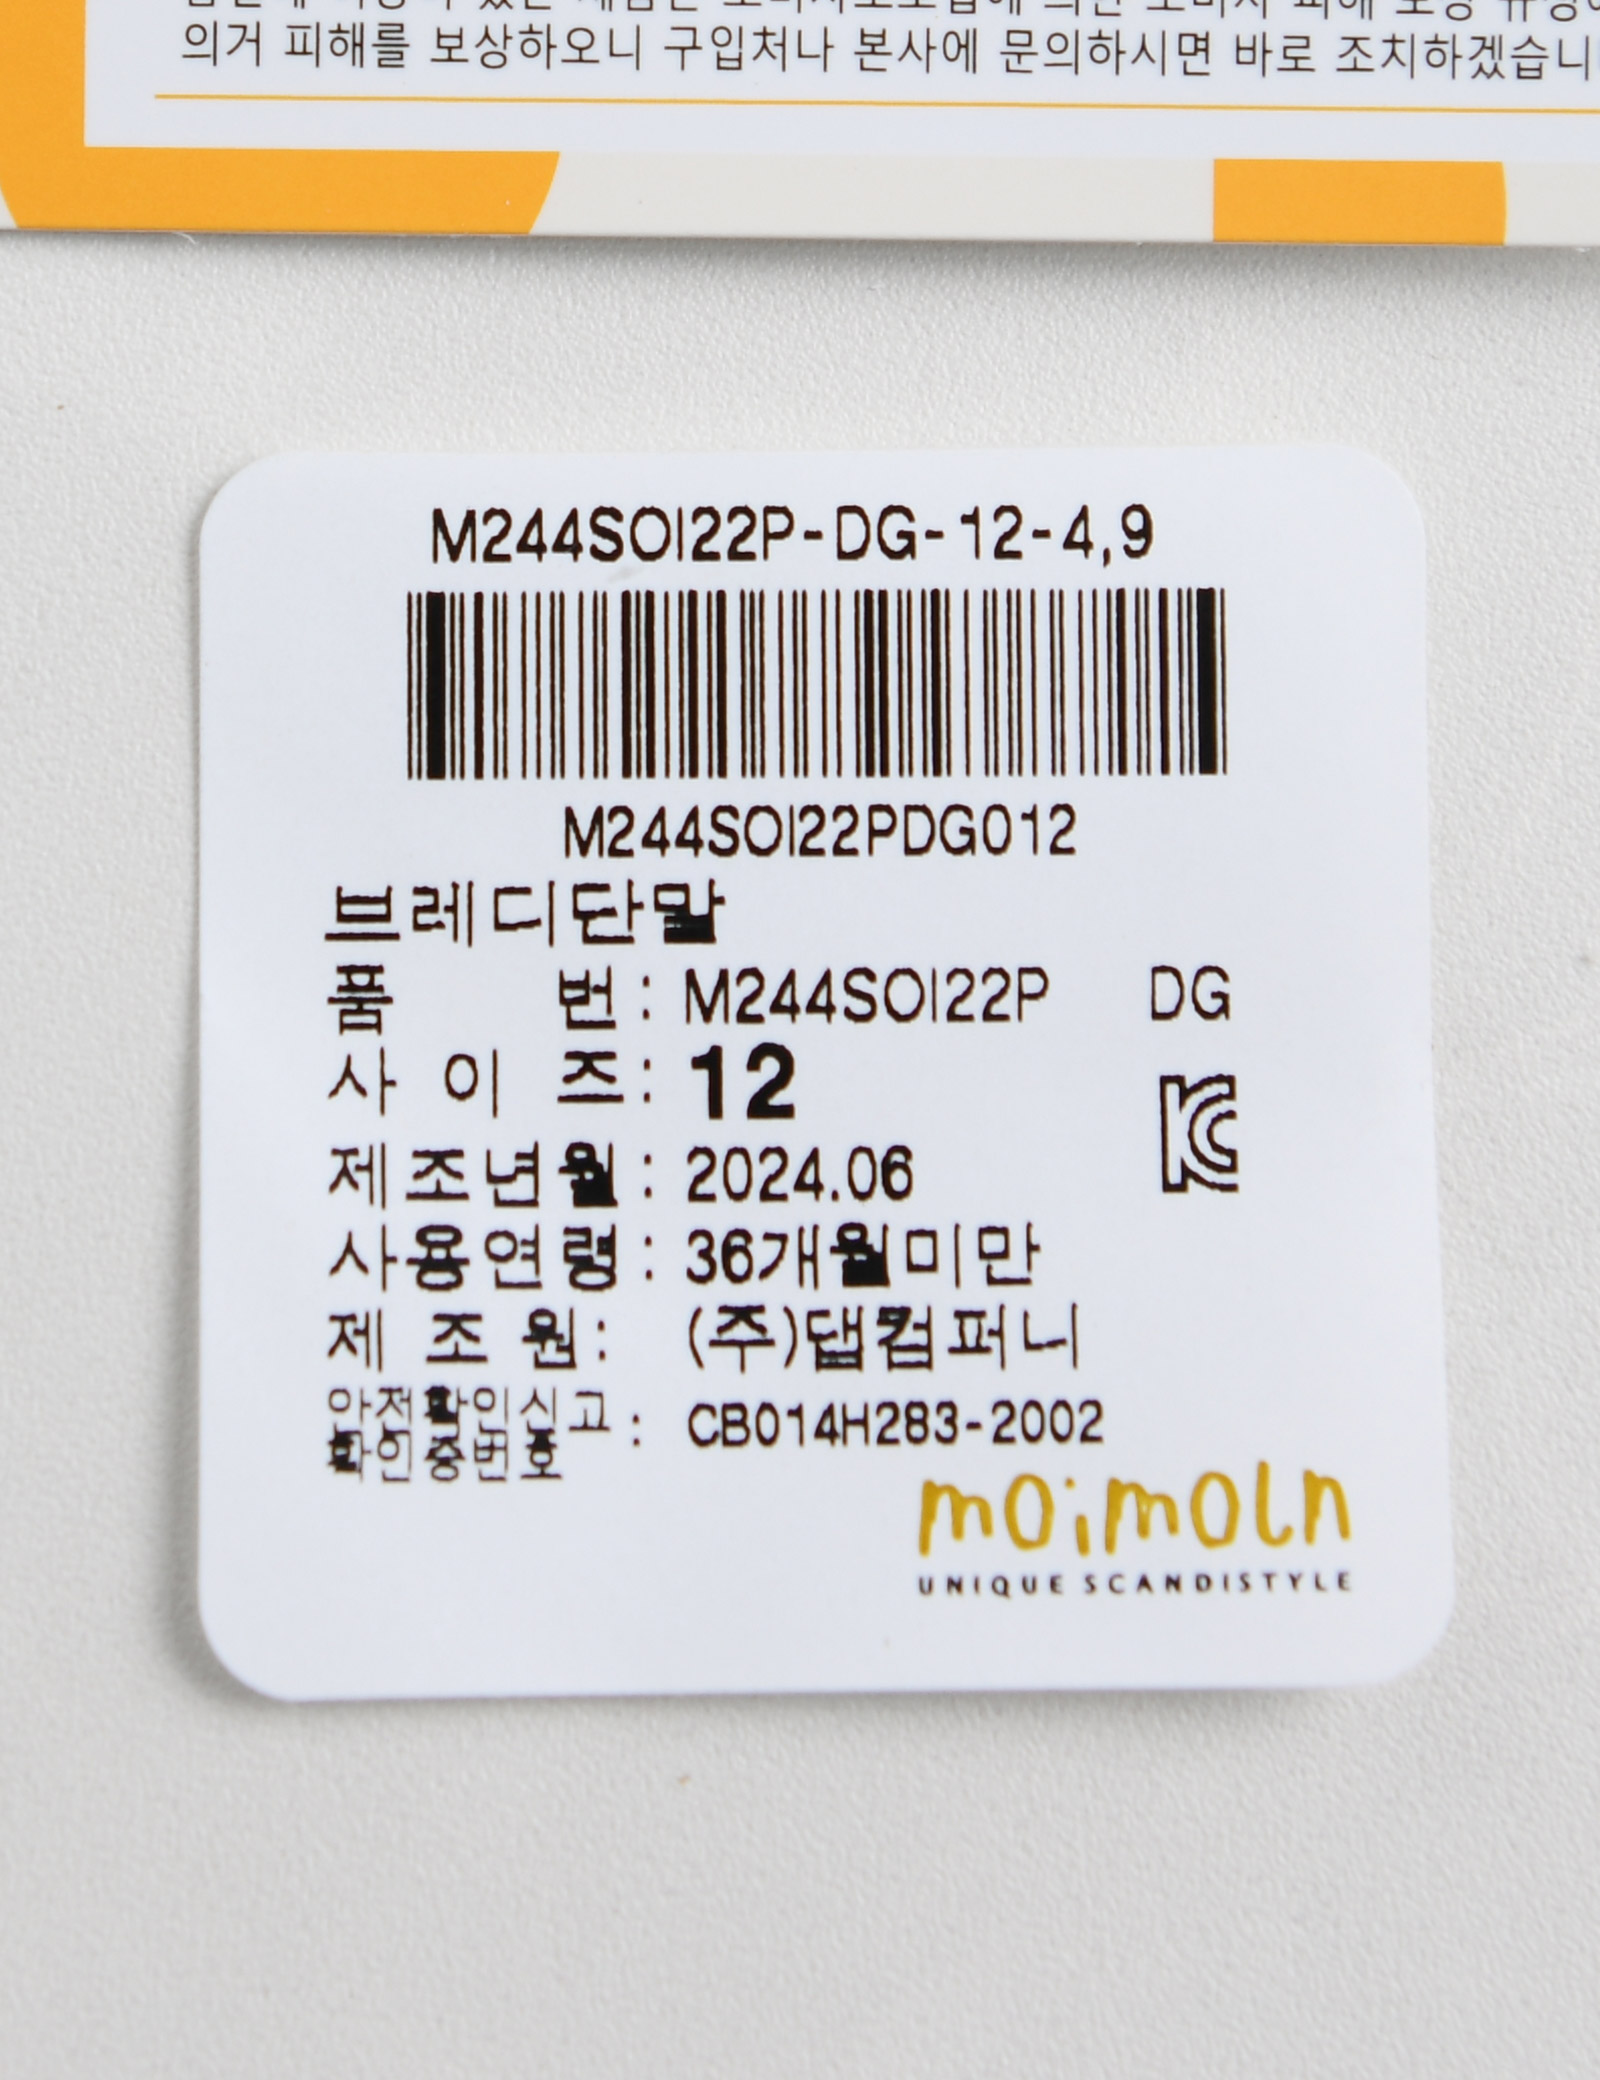 의거 피해를 보상하오니 구입처나 본사에 문의하시면 바로 조치하겠습니
M244SOI22P-DG-12-4,9
M244SOI22PDG012
브레디단말
품 번 : M244SOI22P DG
사 이 즈 : 12
제조년월 : 2024.06
사용연령 : 36개월미만
제 조 원 : (주)댑컴퍼니
안전확인신고
확인증번호 : CB014H283-2002
moimoln
UNIQUE SCANDISTYLE